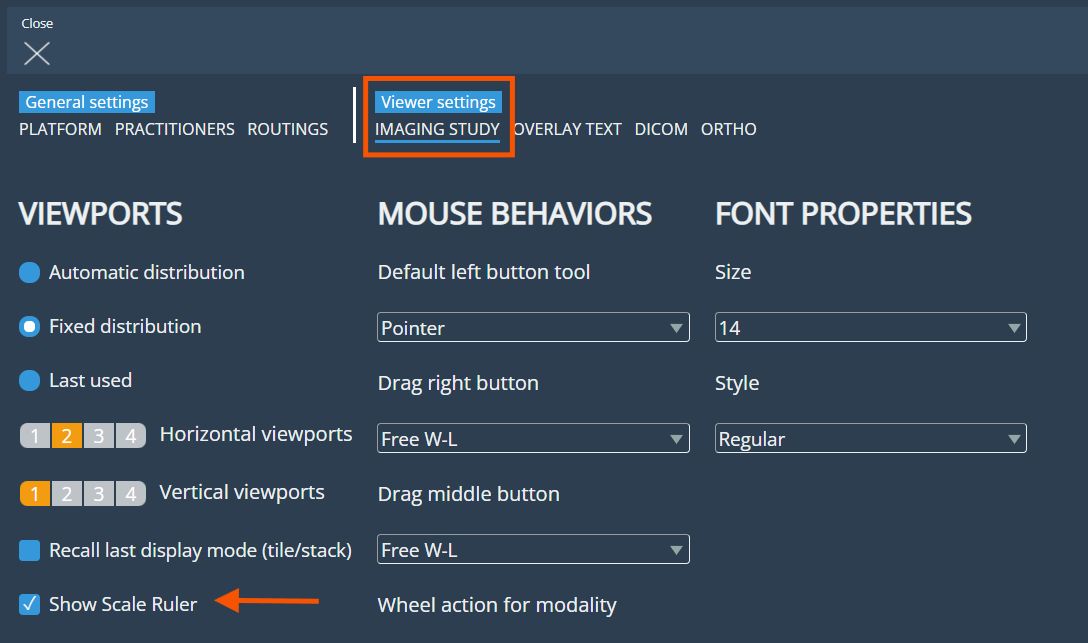 Close
General settings
PLATFORM PRACTITIONERS ROUTINGS
Viewer settings
IMAGING STUDY OVERLAY TEXT DICOM ORTHO
VIEWPORTS
Automatic distribution
Fixed distribution
Last used
1 2 3 4 Horizontal viewports
1 2 3 4 Vertical viewports
Recall last display mode (tile/stack)
Show Scale Ruler
MOUSE BEHAVIORS
Default left button tool
Pointer
Drag right button
Free W-L
Drag middle button
Free W-L
Wheel action for modality
FONT PROPERTIES
Size
14
Style
Regular